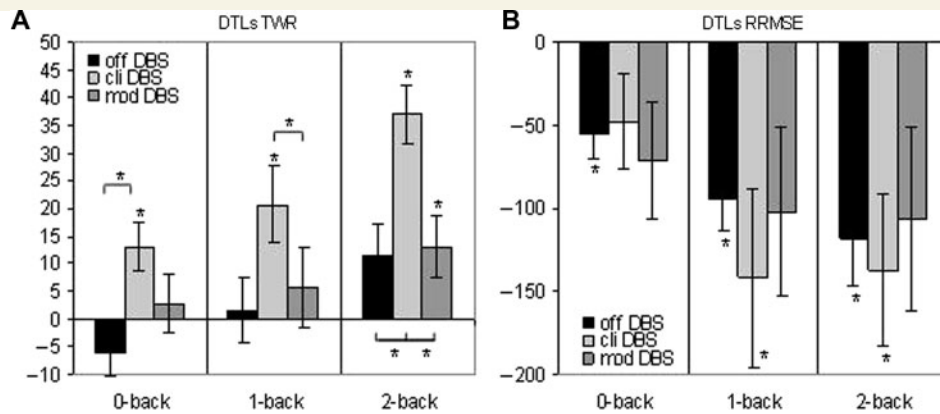 A
DTLs TWR
50
45
40
35
30
25
20
15
10
5
0
−5
−10
off DBS
cli DBS
mod DBS
*
*
*
*
*
*
*
*
0-back
1-back
2-back
B
DTLs RRMSE
0
−50
−100
−150
−200
*
*
*
*
*
off DBS
cli DBS
mod DBS
0-back
1-back
2-back